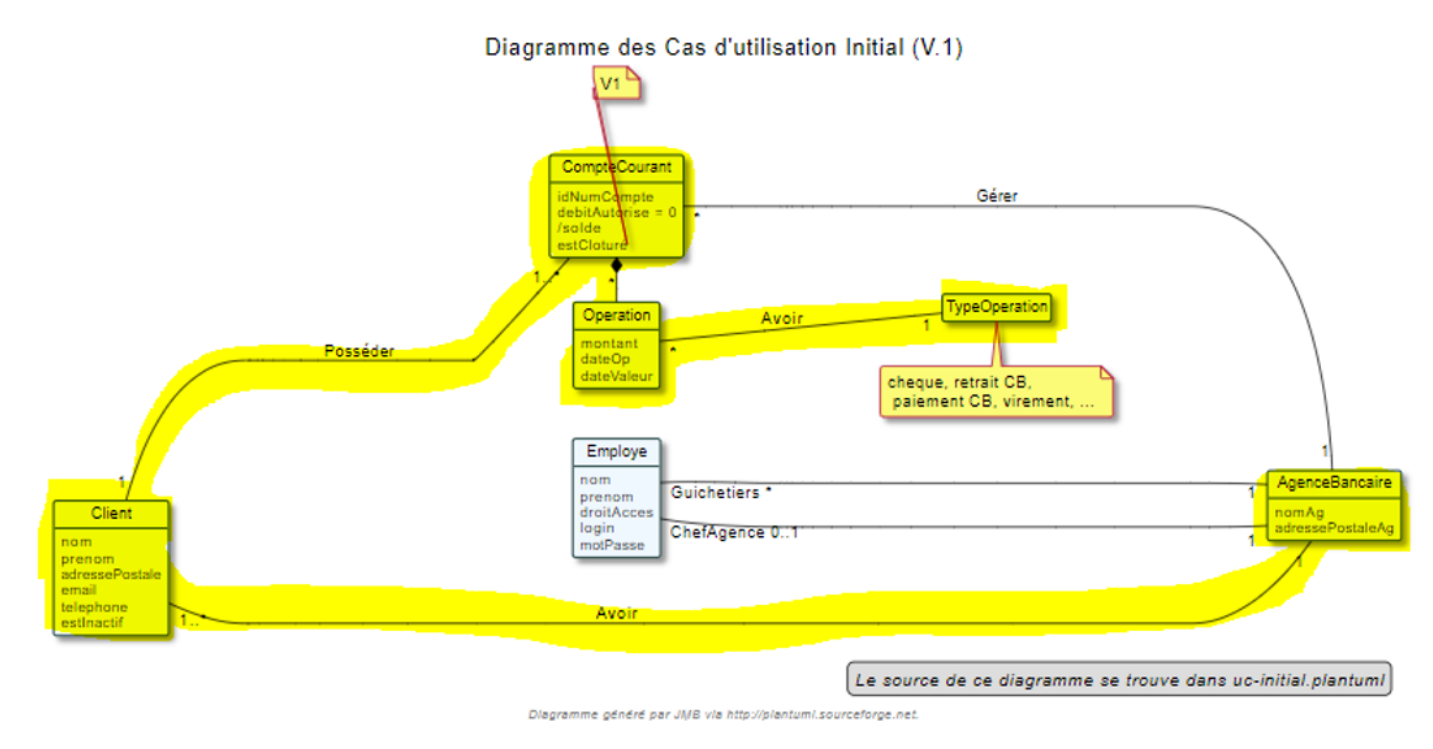 Diagramme des Cas d'utilisation Initial (V.1)
V1
CompteCourant
idNumCompte
debitAutorise = 0
/solde
estCloture
Gérer
*
1..*
*
Operation
montant
dateOp
dateValeur
Avoir
*
1
TypeOperation
cheque, retrait CB,
paiement CB, virement, ...
Posséder
1
1
Employe
nom
prenom
droitAcces
login
motPasse
Guichetiers *
1
ChefAgence 0..1
1
AgenceBancaire
nomAg
adressePostaleAg
1
Client
nom
prenom
adressePostale
email
telephone
estInactif
1..*
Avoir
Le source de ce diagramme se trouve dans uc-initial.plantuml
Diagramme généré par JMB via http://plantuml.sourceforge.net.